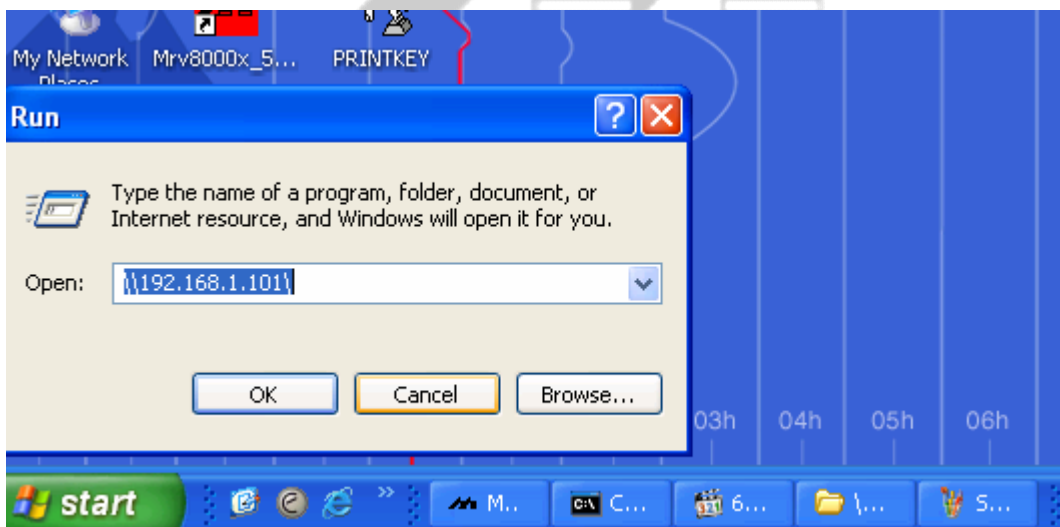 My Network
Places
Mrv8000x_5...
PRINTKEY
Run
Type the name of a program, folder, document, or
Internet resource, and Windows will open it for you.
Open:
\\192.168.1.101\
OK
Cancel
Browse...
03h
04h
05h
06h
start
M..
C...
6...
\...
S...